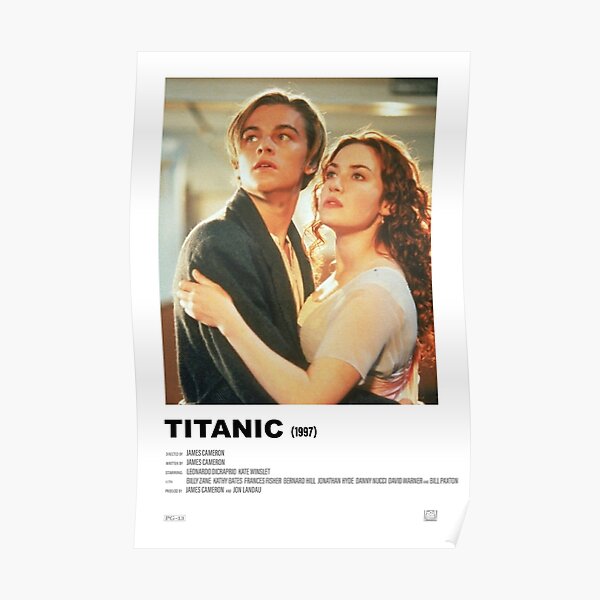 TITANIC (1997)
DIRECTED BY JAMES CAMERON
WRITTEN BY JAMES CAMERON
STARRING LEONARDO DICRAPRIO KATE WINSLET
WITH BILLY ZANE KATHY BATES FRANCES FISHER BERNARD HILL JONATHAN HYDE DANNY NUCCI DAVID WARNER AND BILL PAXTON
PRODUCED BY JAMES CAMERON AND JON LANDAU
PG-13